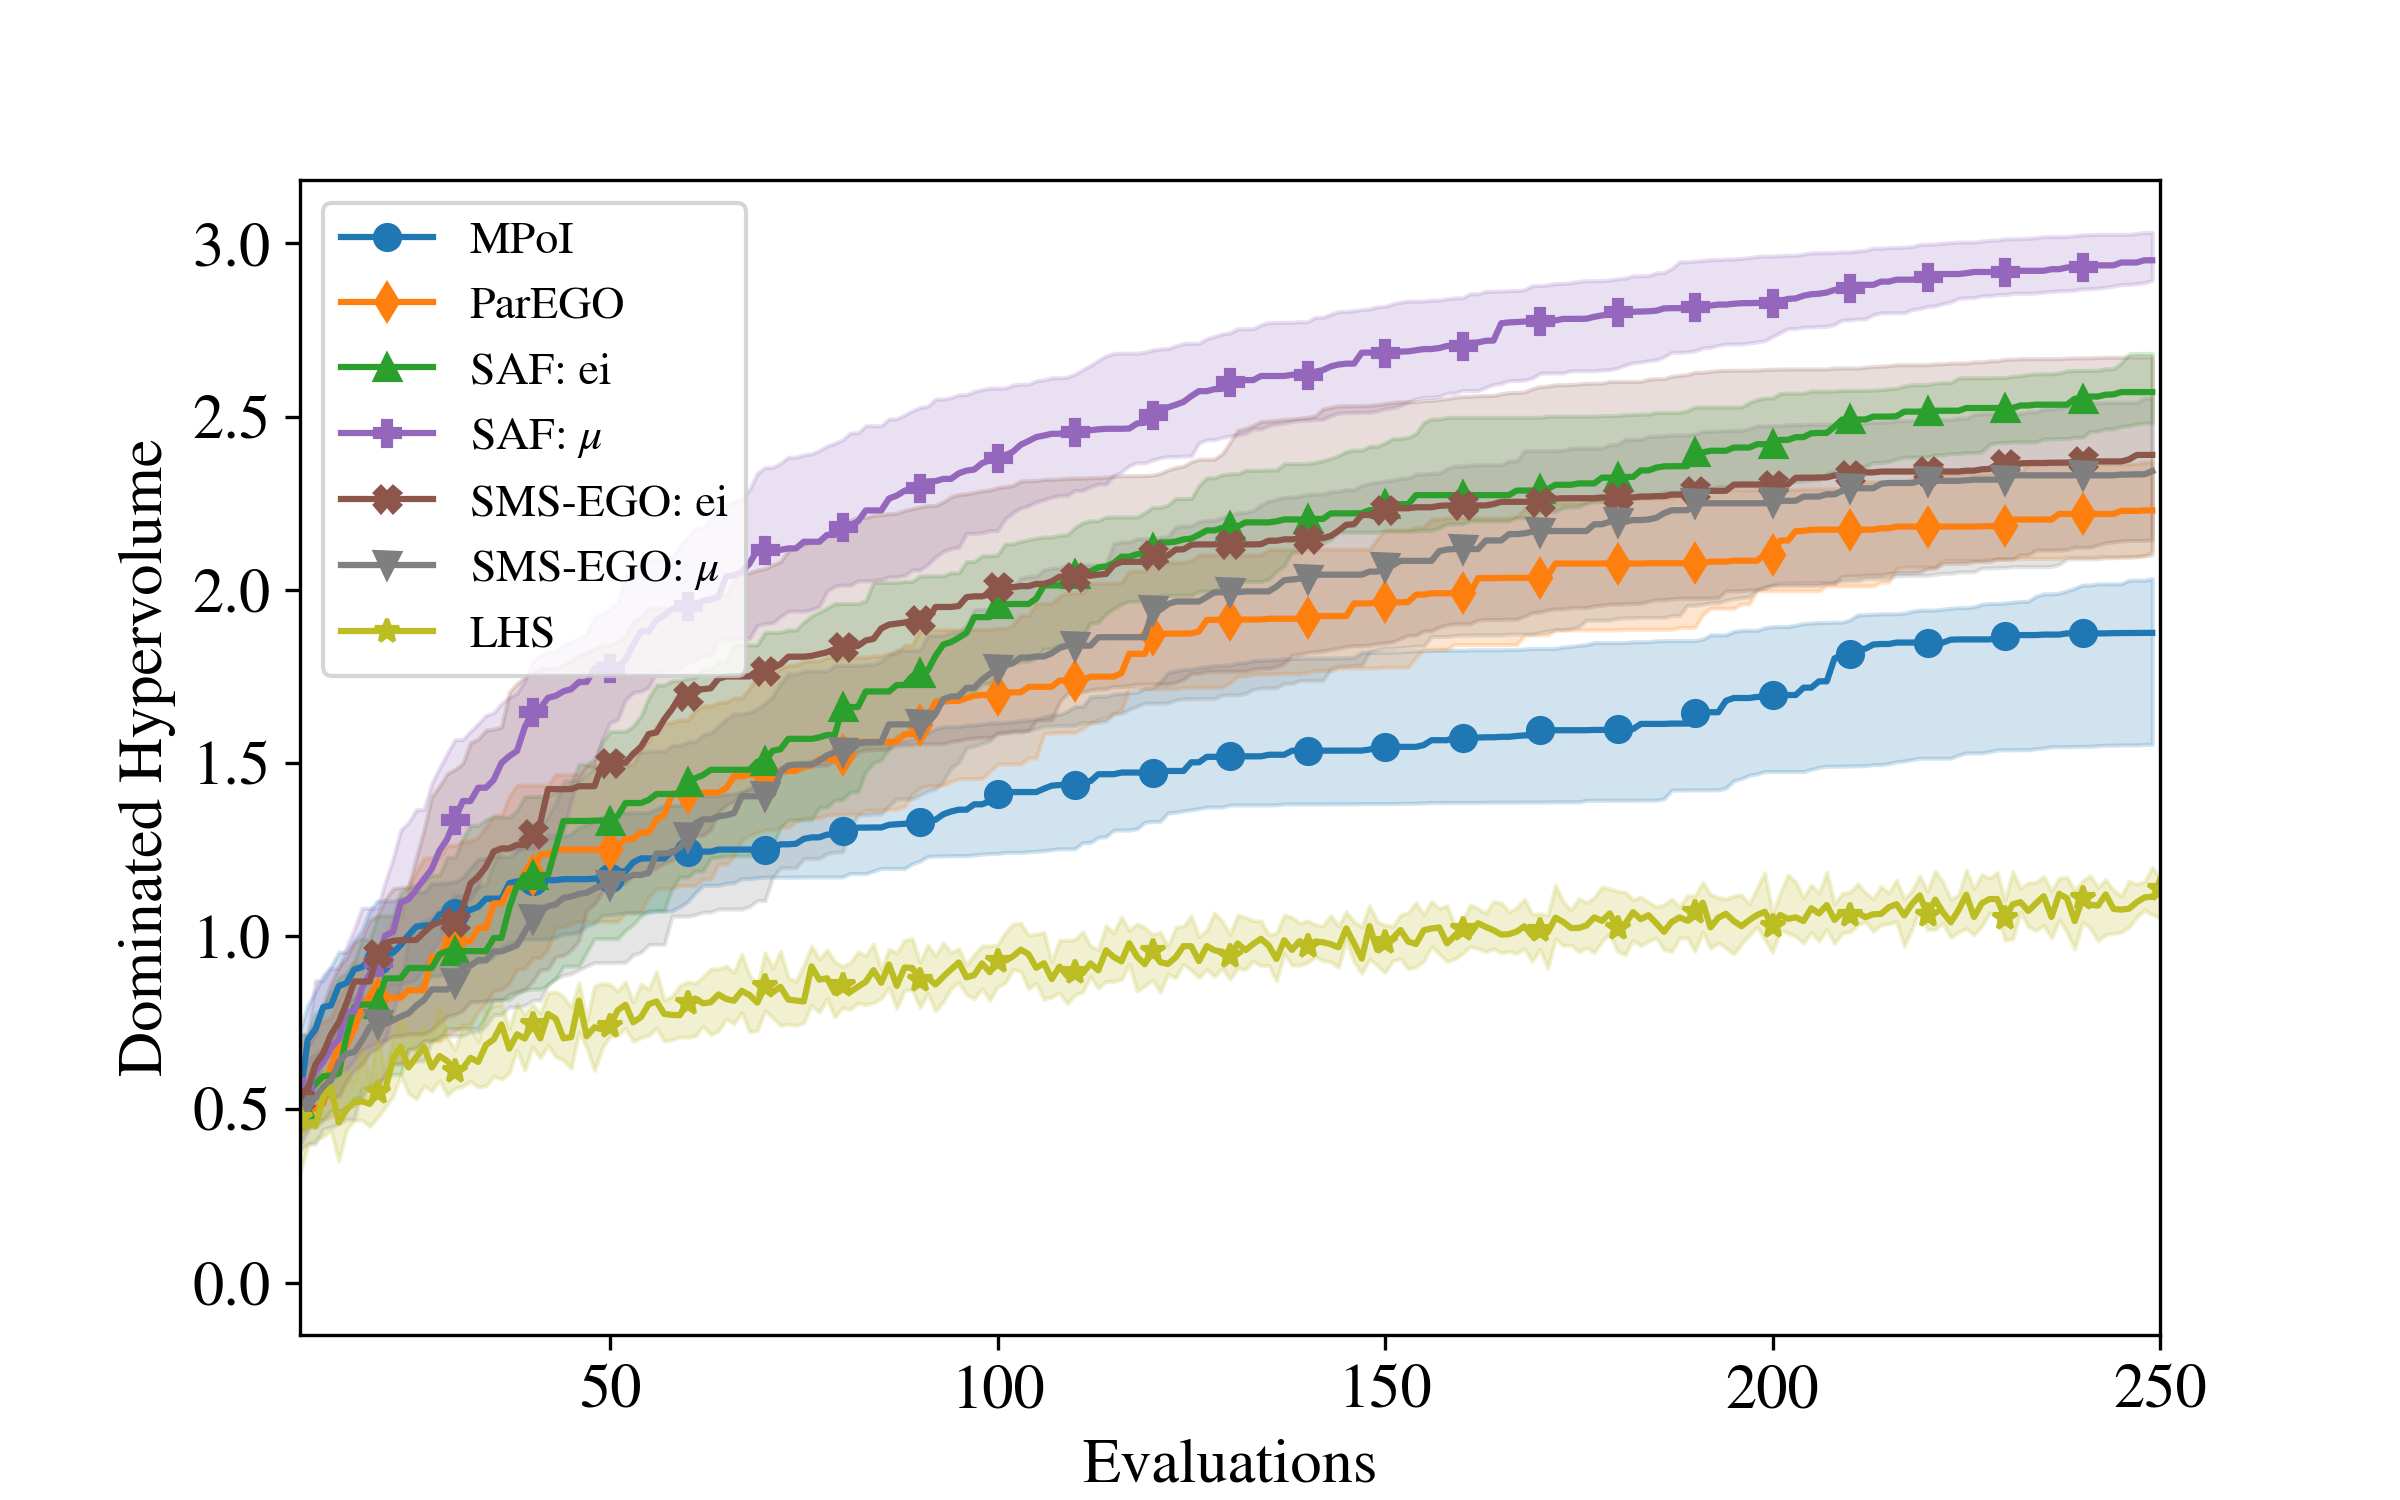 MPoI
ParEGO
SAF: ei
SAF: μ
SMS-EGO: ei
SMS-EGO: μ
LHS
Dominated Hypervolume
3.0
2.5
2.0
1.5
1.0
0.5
0.0
50 100 150 200 250
Evaluations